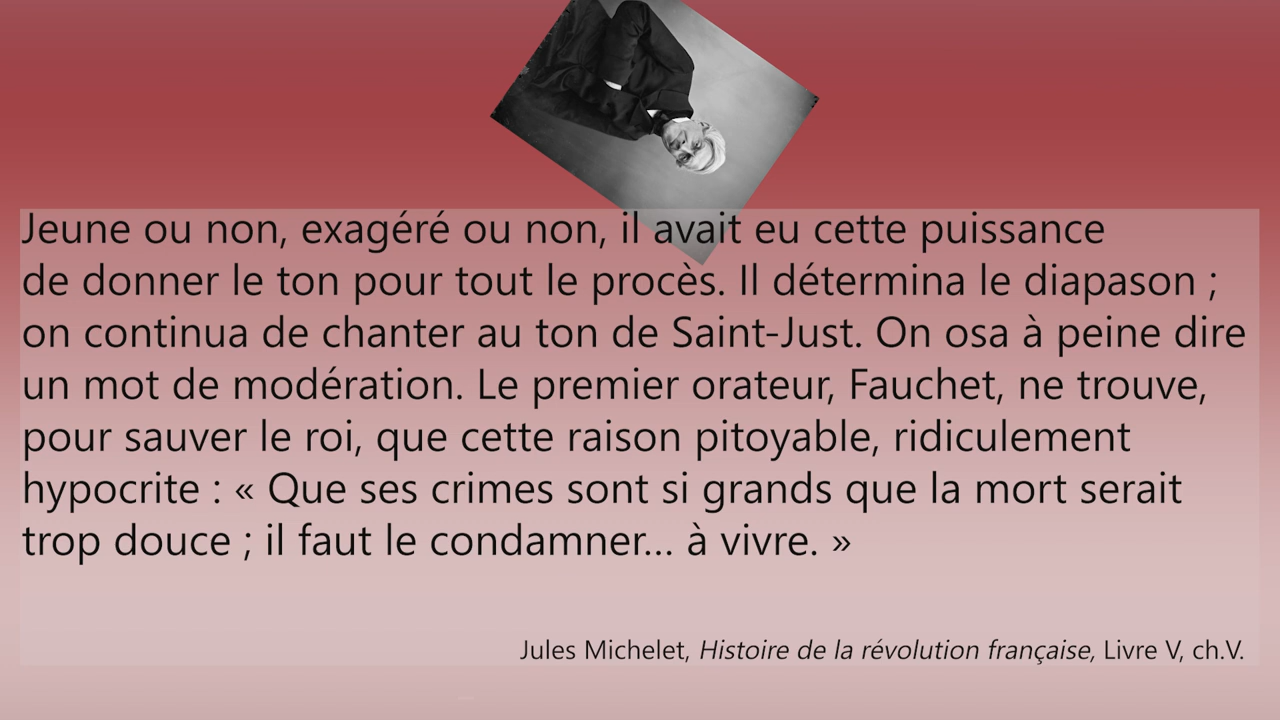 Jeune ou non, exagéré ou non, il avait eu cette puissance
de donner le ton pour tout le procès. Il détermina le diapason ;
on continua de chanter au ton de Saint-Just. On osa à peine dire
un mot de modération. Le premier orateur, Fauchet, ne trouve,
pour sauver le roi, que cette raison pitoyable, ridiculement
hypocrite : « Que ses crimes sont si grands que la mort serait
trop douce ; il faut le condamner... à vivre. »
Jules Michelet, Histoire de la révolution française, Livre V, ch.V.